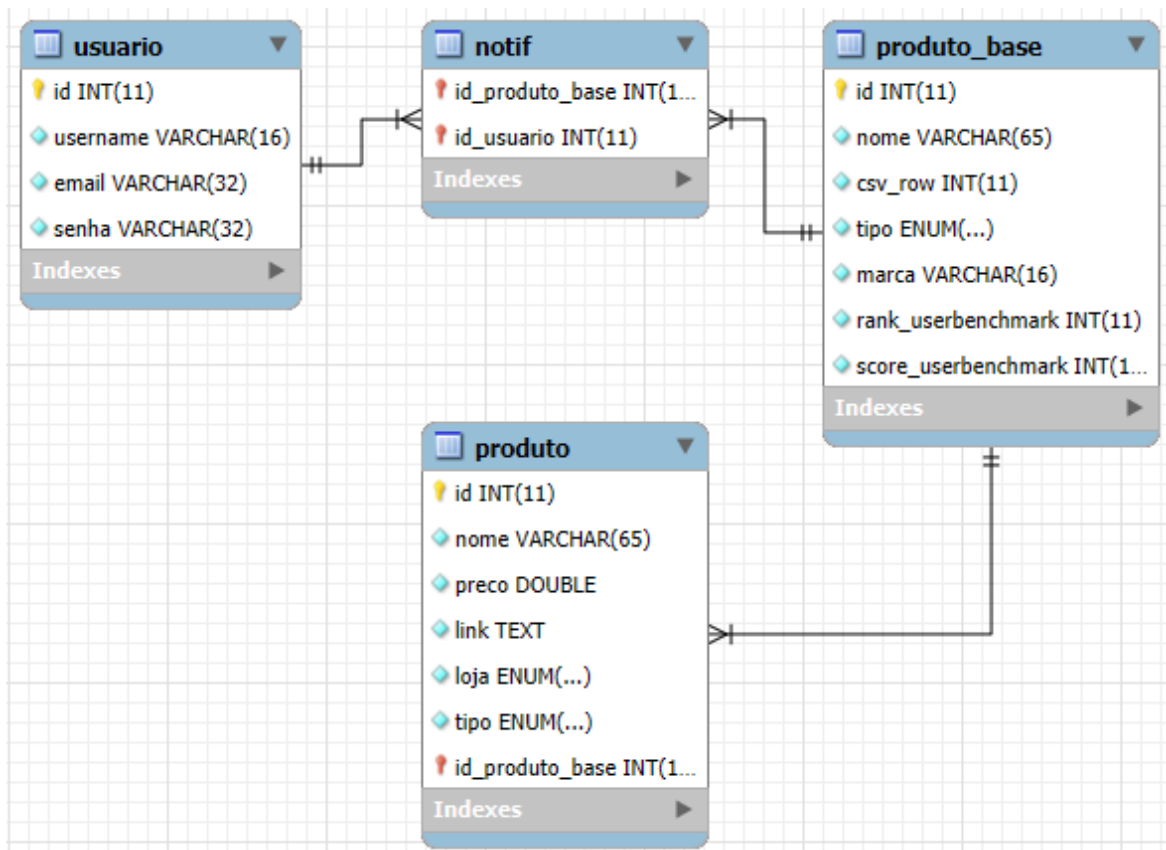 usuario
id INT(11)
username VARCHAR(16)
email VARCHAR(32)
senha VARCHAR(32)
Indexes
notif
id_produto_base INT(1...
id_usuario INT(11)
Indexes
produto_base
id INT(11)
nome VARCHAR(65)
csv_row INT(11)
tipo ENUM(...)
marca VARCHAR(16)
rank_userbenchmark INT(11)
score_userbenchmark INT(1...
Indexes
produto
id INT(11)
nome VARCHAR(65)
preco DOUBLE
link TEXT
loja ENUM(...)
tipo ENUM(...)
id_produto_base INT(1...
Indexes